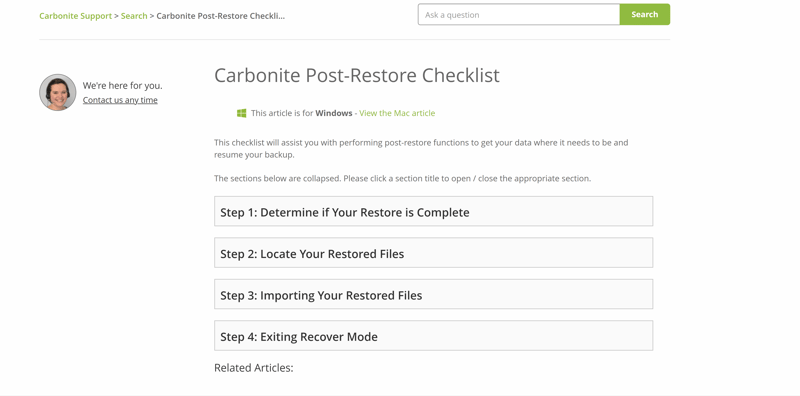 Carbonite Support > Search > Carbonite Post-Restore Checkli...
Ask a question
Search
We're here for you.
Contact us any time
Carbonite Post-Restore Checklist
This article is for Windows - View the Mac article
This checklist will assist you with performing post-restore functions to get your data where it needs to be and
resume your backup.
The sections below are collapsed. Please click a section title to open / close the appropriate section.
Step 1: Determine if Your Restore is Complete
Step 2: Locate Your Restored Files
Step 3: Importing Your Restored Files
Step 4: Exiting Recover Mode
Related Articles: